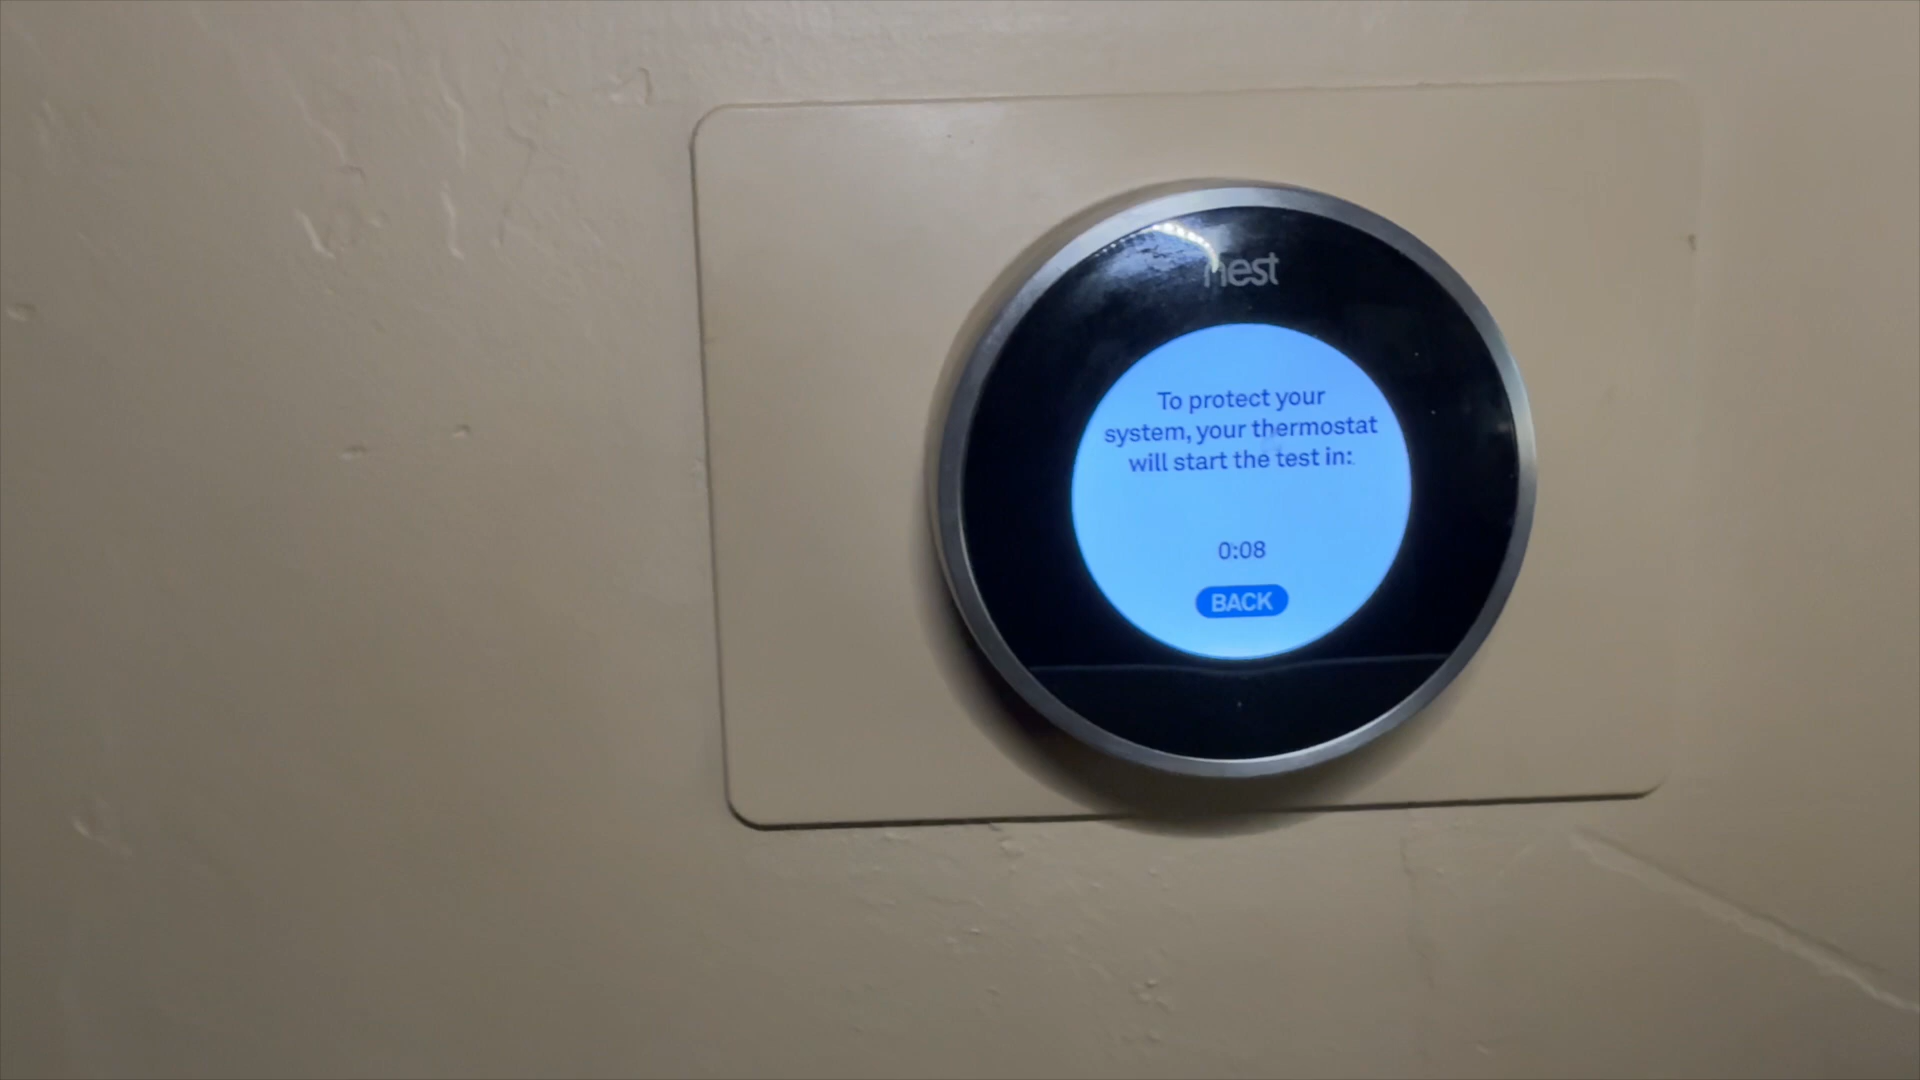 nest
To protect your
system, your thermostat
will start the test in:
0:08
BACK